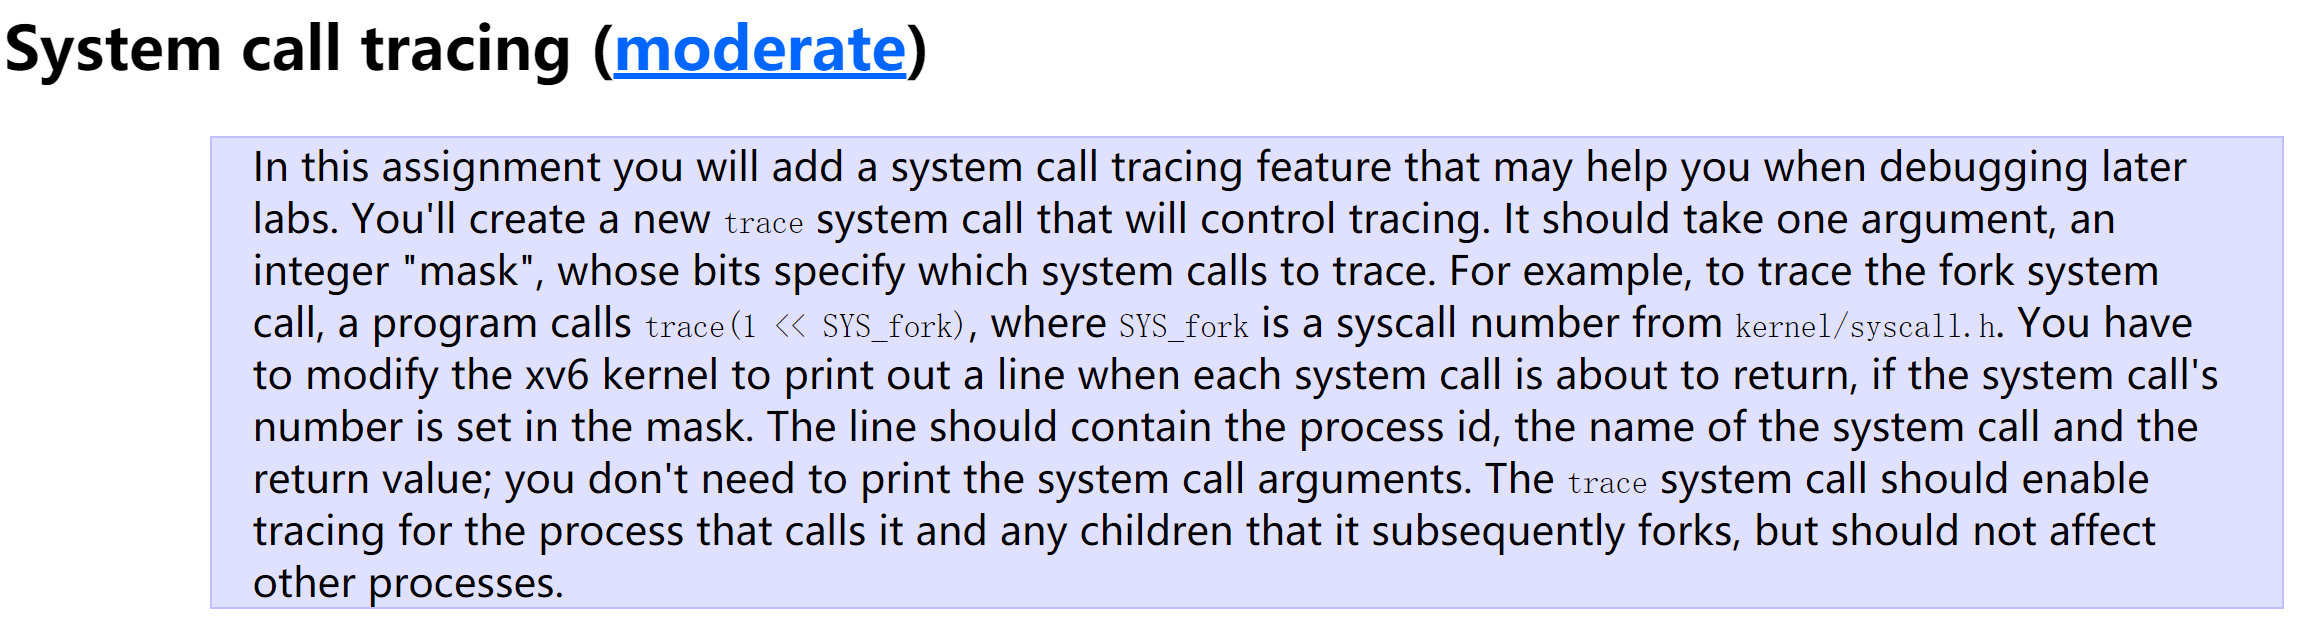 System call tracing (moderate)
In this assignment you will add a system call tracing feature that may help you when debugging later
labs. You'll create a new trace system call that will control tracing. It should take one argument, an
integer "mask", whose bits specify which system calls to trace. For example, to trace the fork system
call, a program calls trace(1 << SYS_fork), where SYS_fork is a syscall number from kernel/syscall.h. You have
to modify the xv6 kernel to print out a line when each system call is about to return, if the system call's
number is set in the mask. The line should contain the process id, the name of the system call and the
return value; you don't need to print the system call arguments. The trace system call should enable
tracing for the process that calls it and any children that it subsequently forks, but should not affect
other processes.